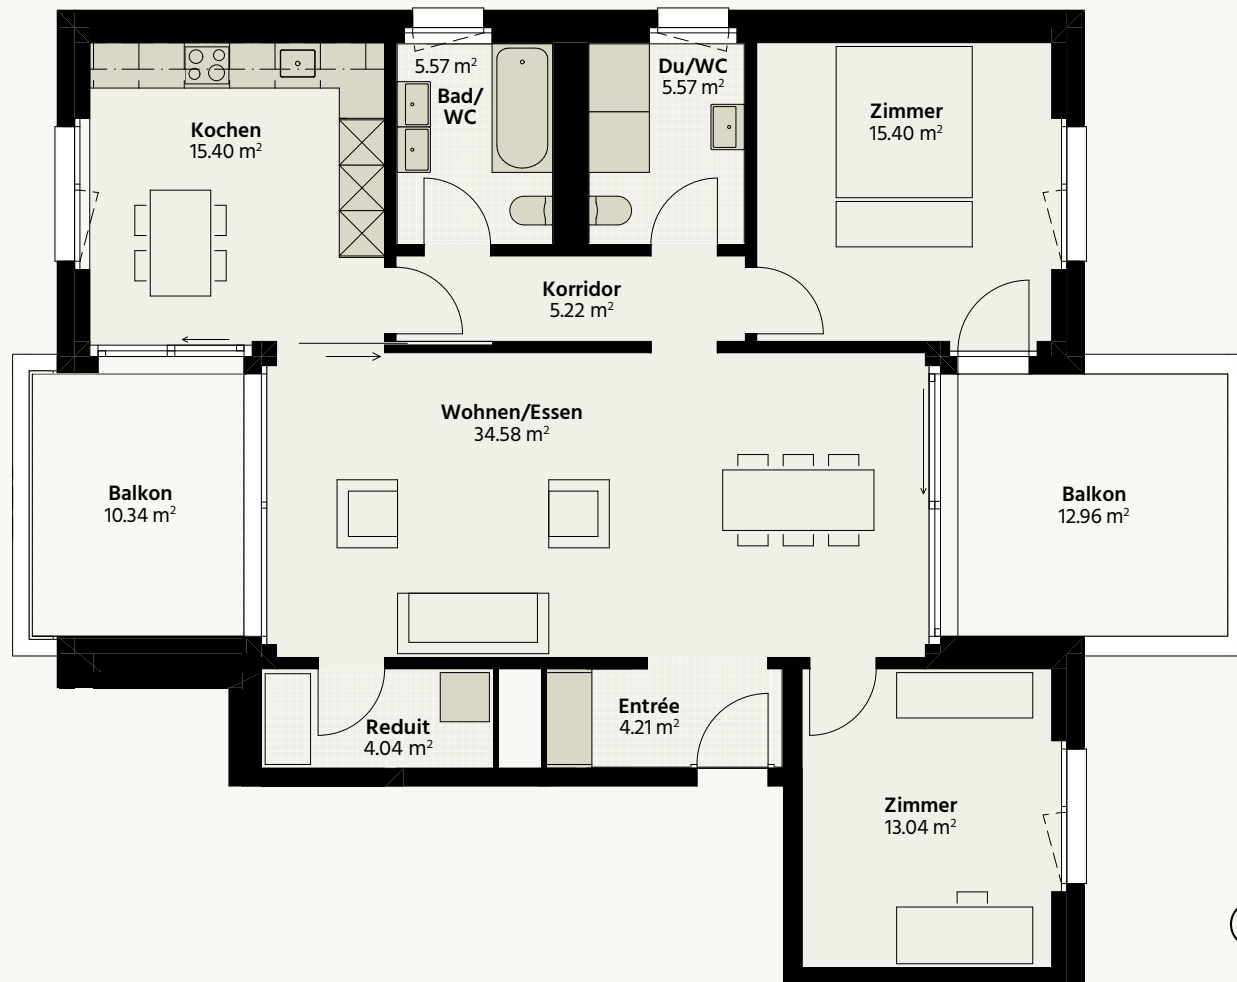 5.57 m²
Bad/
WC
Du/WC
5.57 m²
Zimmer
15.40 m²
Kochen
15.40 m²
Korridor
5.22 m²
Wohnen/Essen
34.58 m²
Balkon
10.34 m²
Balkon
12.96 m²
Reduit
4.04 m²
Entrée
4.21 m²
Zimmer
13.04 m²